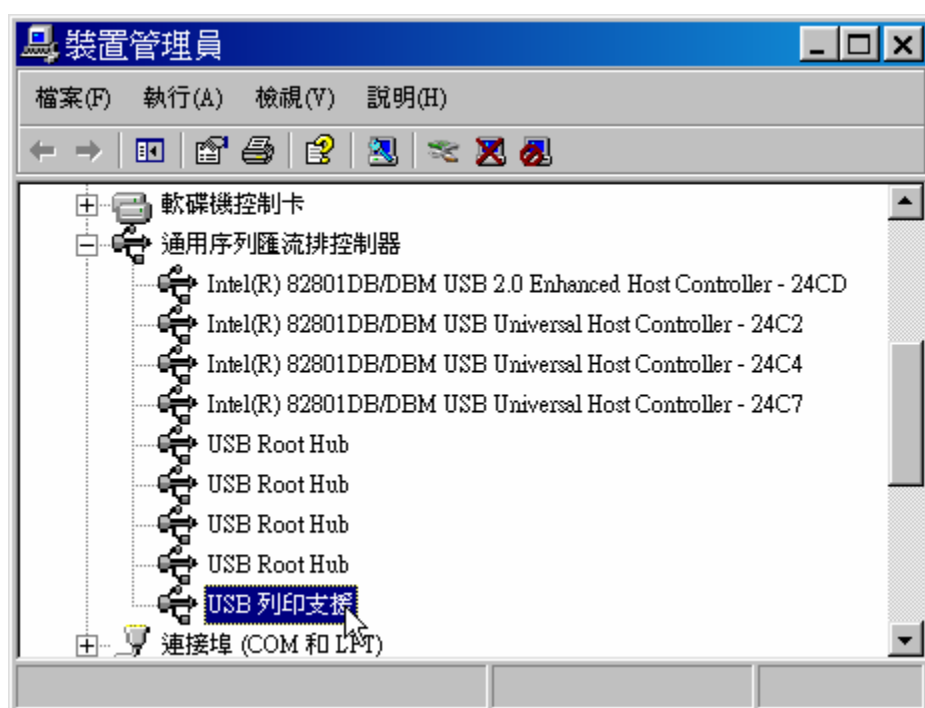 裝置管理員
檔案(F) 執行(A) 檢視(V) 說明(H)
軟碟機控制卡
通用序列匯流排控制器
Intel(R) 82801DB/DBM USB 2.0 Enhanced Host Controller - 24CD
Intel(R) 82801DB/DBM USB Universal Host Controller - 24C2
Intel(R) 82801DB/DBM USB Universal Host Controller - 24C4
Intel(R) 82801DB/DBM USB Universal Host Controller - 24C7
USB Root Hub
USB Root Hub
USB Root Hub
USB Root Hub
USB 列印支援
連接埠 (COM 和 LPT)